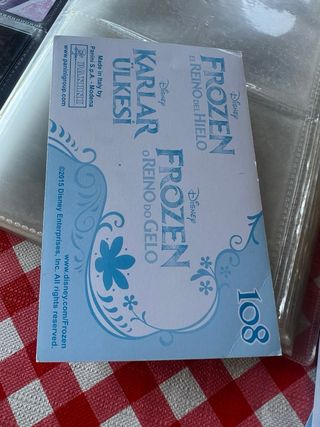 Disney
FROZEN
EL REINO DEL HIELO
Disney
KARLAR
ÜLKESİ
Disney
FROZEN
O REINO DO GELO
108
PANINI
Made in Italy by
Panini S.p.A. - Modena
www.paninigroup.com
www.disney.com/Frozen
©2015 Disney Enterprises, Inc. All rights reserved.